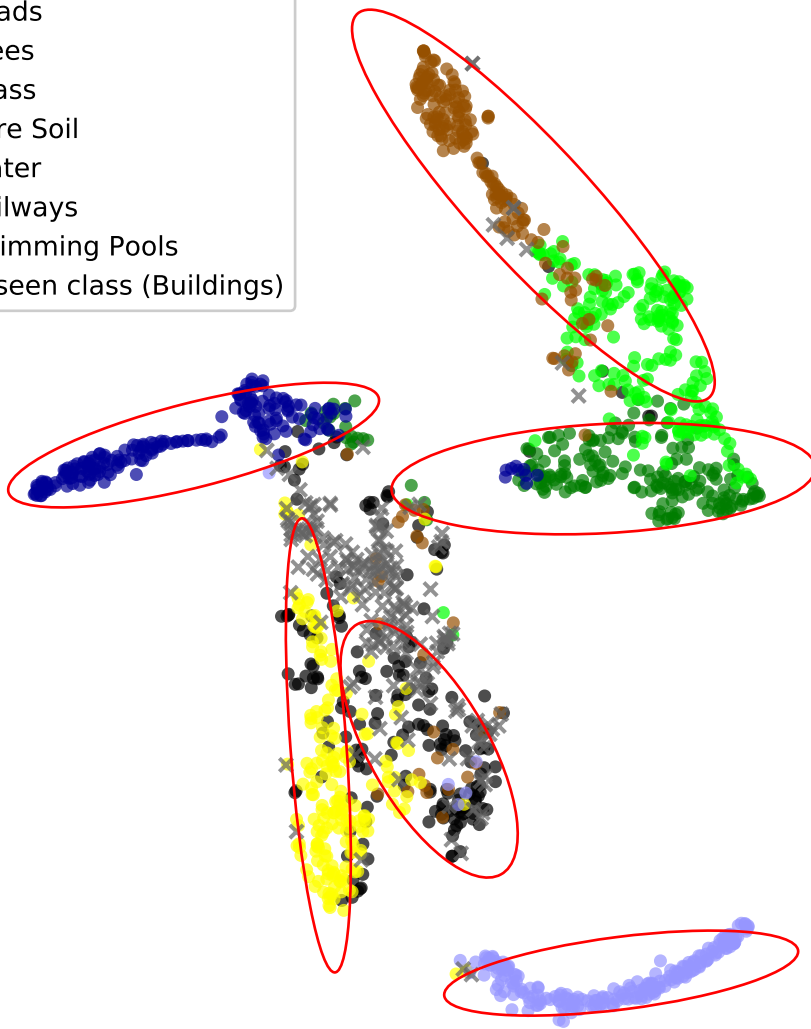 ads
ees
ass
re Soil
ter
ilways
imming Pools
seen class (Buildings)